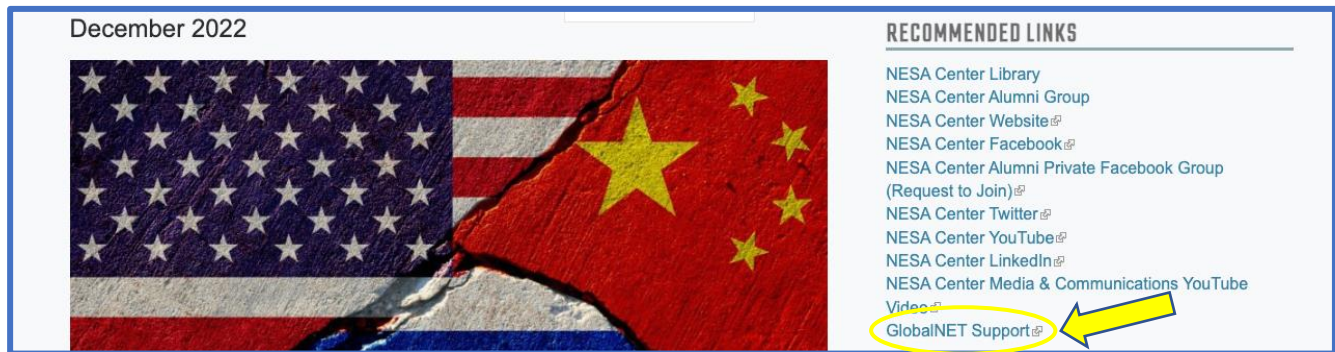 December 2022
RECOMMENDED LINKS
NESA Center Library
NESA Center Alumni Group
NESA Center Website
NESA Center Facebook
NESA Center Alumni Private Facebook Group
(Request to Join)
NESA Center Twitter
NESA Center YouTube
NESA Center LinkedIn
NESA Center Media & Communications YouTube
Video
GlobalNET Support